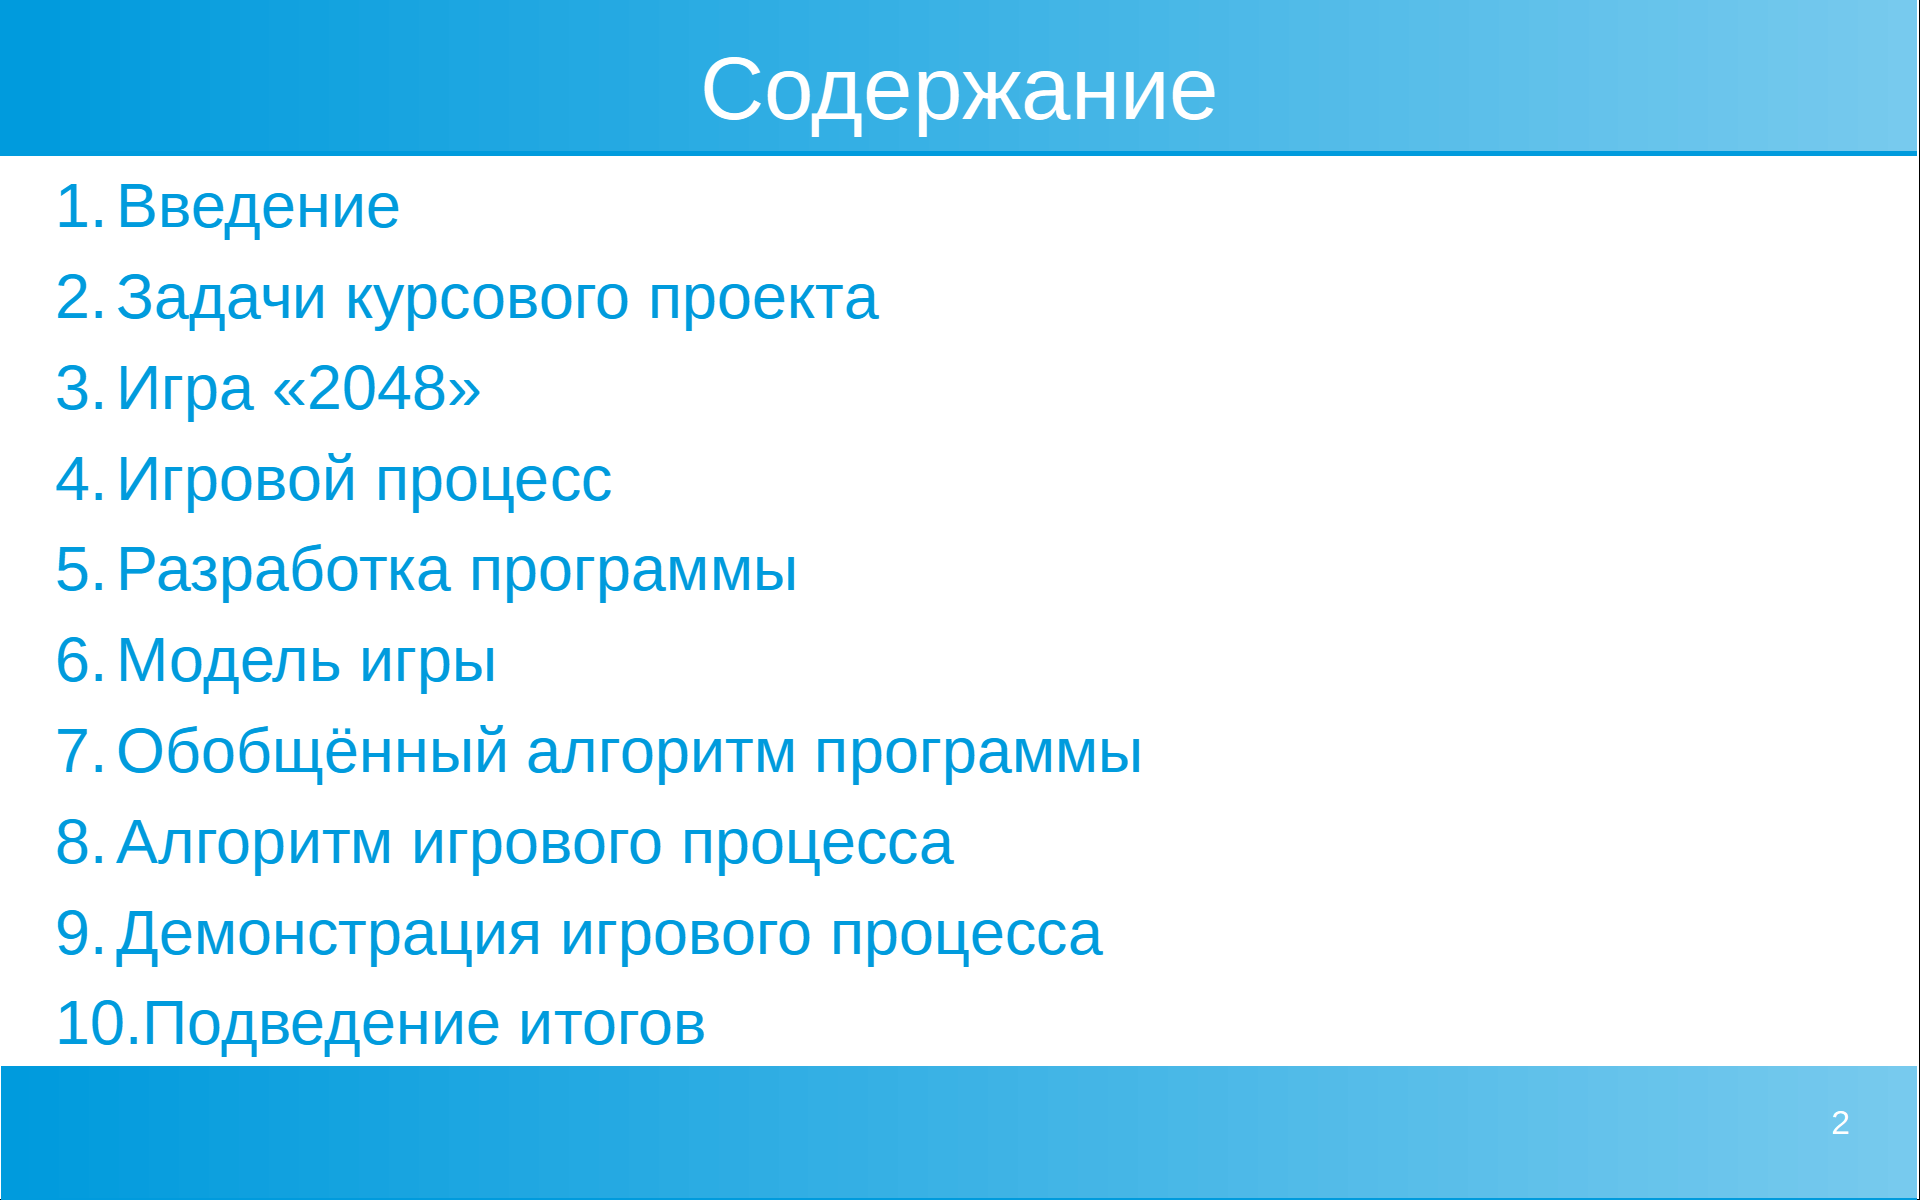 Содержание
1. Введение
2. Задачи курсового проекта
3. Игра «2048»
4. Игровой процесс
5. Разработка программы
6. Модель игры
7. Обобщённый алгоритм программы
8. Алгоритм игрового процесса
9. Демонстрация игрового процесса
10.Подведение итогов
2